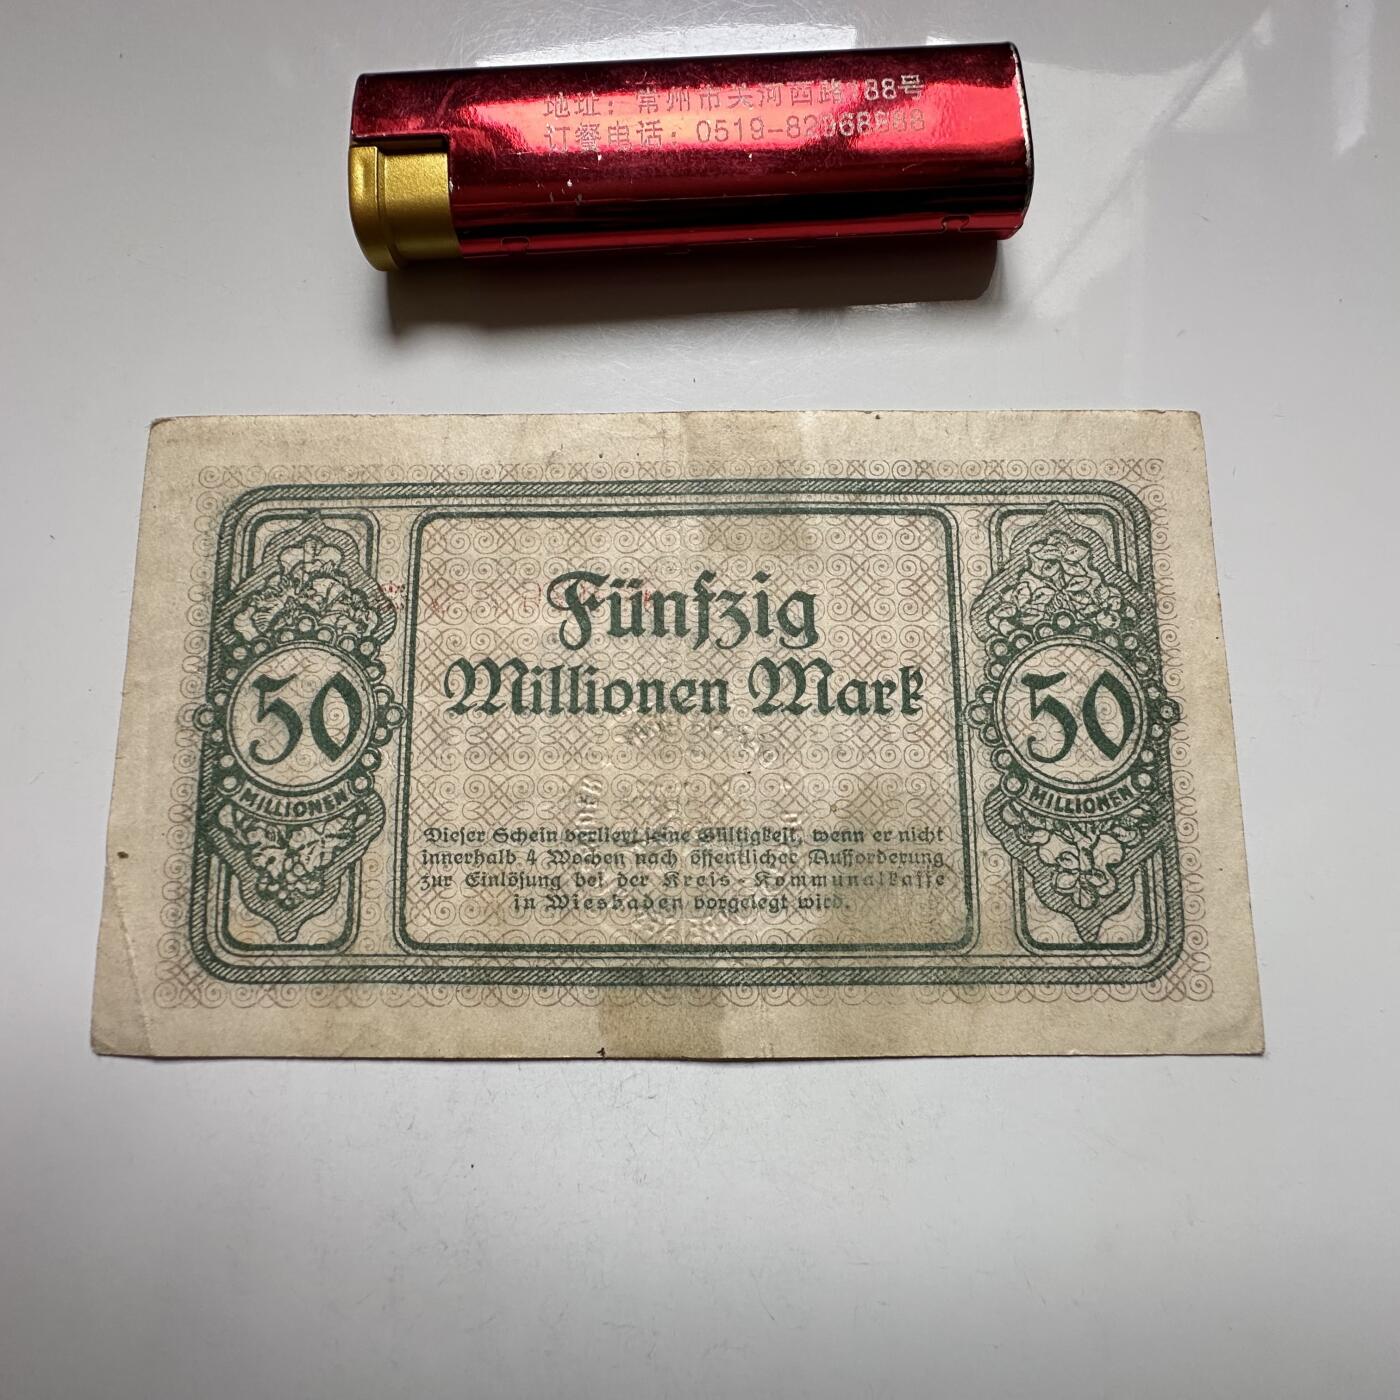 地址：常州市关河西路188号
订餐电话：0519-82968888
Fünfzig
Millionen Mark
50
MILLIONEN
50
MILLIONEN
Dieser Schein verliert seine Gültigkeit, wenn er nicht
innerhalb 4 Wochen nach öffentlicher Aufforderung
zur Einlösung bei der Kreis-Kommunalkasse
in Wiesbaden vorgelegt wird.